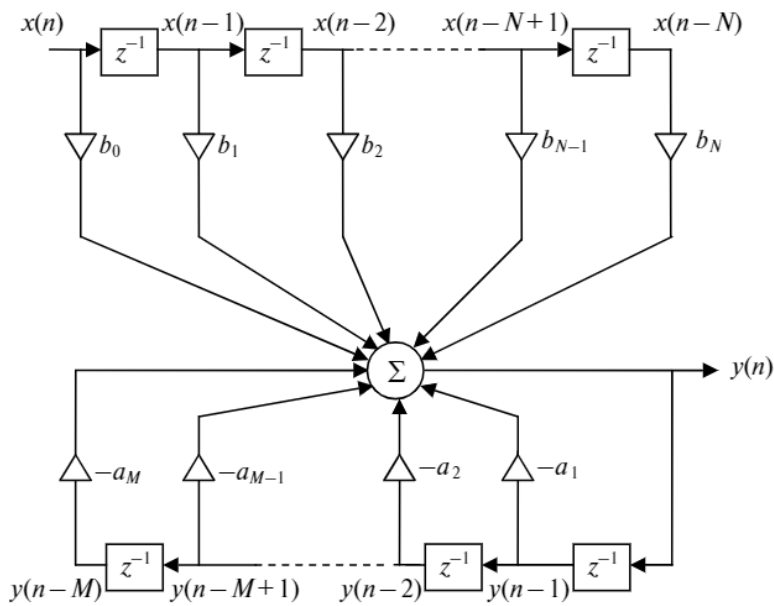 x(n) x(n−1) x(n−2) x(n−N+1) x(n−N)
z⁻¹ z⁻¹ z⁻¹
b₀ b₁ b₂ b_{N−1} b_N
Σ y(n)
−a_M −a_{M−1} −a₂ −a₁
z⁻¹ z⁻¹ z⁻¹
y(n−M) y(n−M+1) y(n−2) y(n−1)